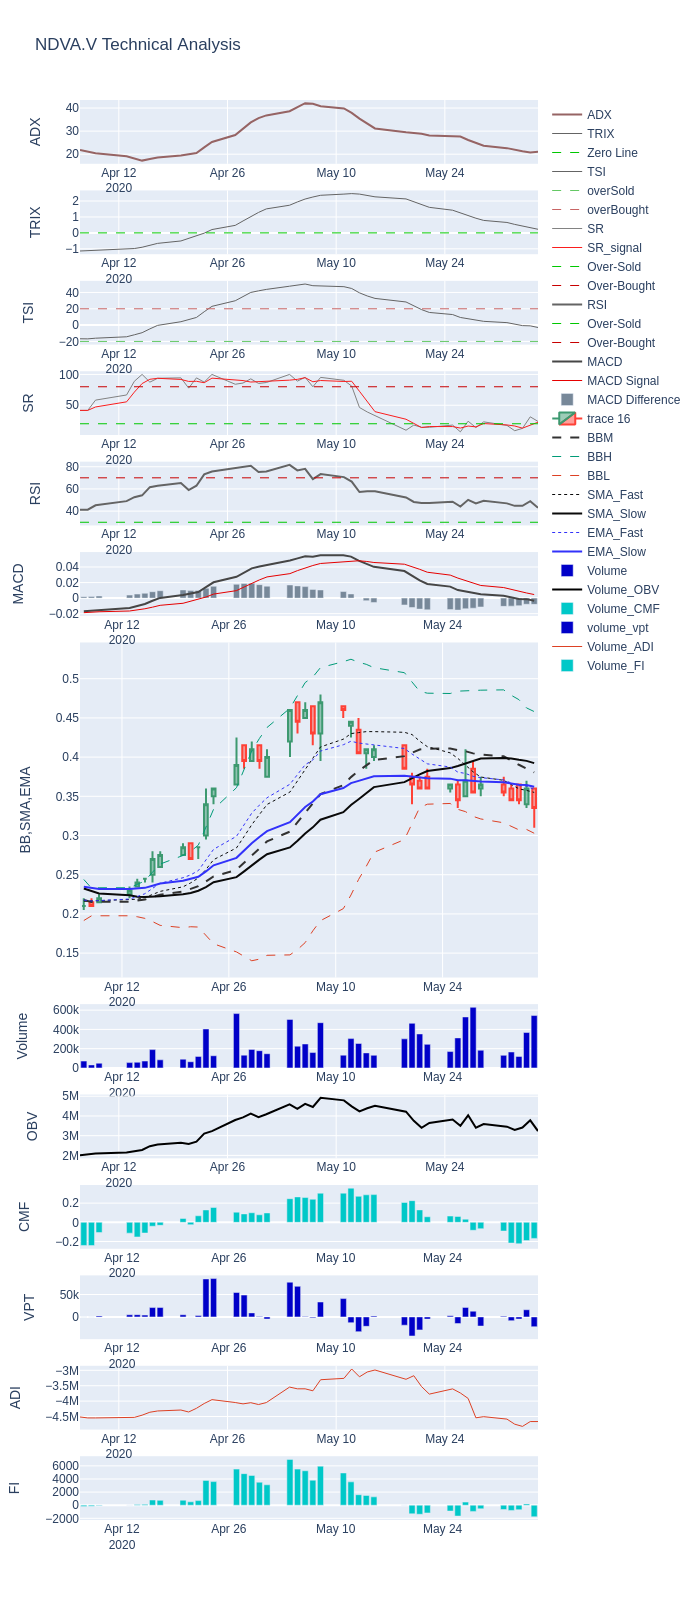 NDVA.V Technical Analysis
ADX
40
30
20
Apr 12
2020
Apr 26
May 10
May 24
TRIX
2
1
0
−1
Apr 12
2020
Apr 26
May 10
May 24
TSI
40
20
0
−20
Apr 12
2020
Apr 26
May 10
May 24
SR
100
50
Apr 12
2020
Apr 26
May 10
May 24
RSI
80
60
40
Apr 12
2020
Apr 26
May 10
May 24
MACD
0.04
0.02
0
−0.02
Apr 12
2020
Apr 26
May 10
May 24
BB,SMA,EMA
0.5
0.45
0.4
0.35
0.3
0.25
0.2
0.15
Apr 12
2020
Apr 26
May 10
May 24
Volume
600k
400k
200k
0
Apr 12
2020
Apr 26
May 10
May 24
OBV
5M
4M
3M
2M
Apr 12
2020
Apr 26
May 10
May 24
CMF
0.2
0
−0.2
Apr 12
2020
Apr 26
May 10
May 24
VPT
50k
0
Apr 12
2020
Apr 26
May 10
May 24
ADI
−3M
−3.5M
−4M
−4.5M
Apr 12
2020
Apr 26
May 10
May 24
FI
6000
4000
2000
0
−2000
Apr 12
2020
Apr 26
May 10
May 24
ADX
TRIX
Zero Line
TSI
overSold
overBought
SR
SR_signal
Over-Sold
Over-Bought
RSI
Over-Sold
Over-Bought
MACD
MACD Signal
MACD Difference
trace 16
BBM
BBH
BBL
SMA_Fast
SMA_Slow
EMA_Fast
EMA_Slow
Volume
Volume_OBV
Volume_CMF
volume_vpt
Volume_ADI
Volume_FI